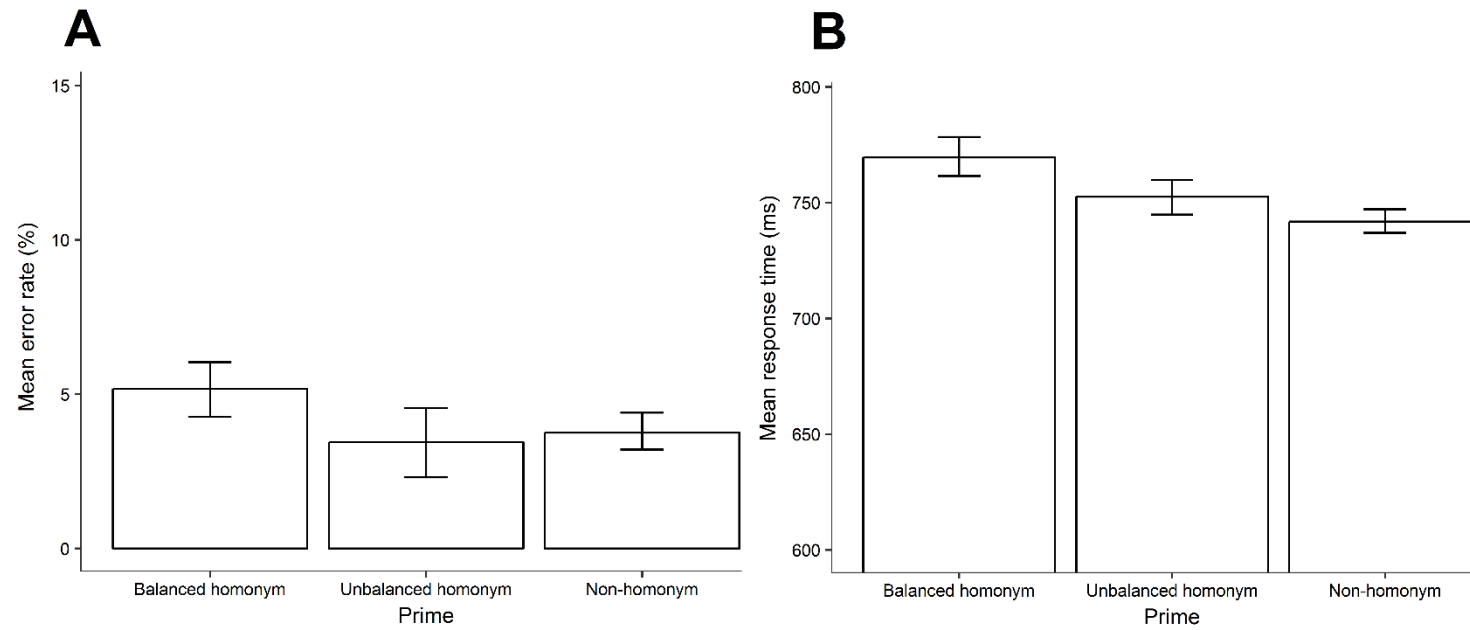 A
15
10
5
0
Mean error rate (%)
Balanced homonym
Unbalanced homonym
Non-homonym
Prime
B
800
750
700
650
600
Mean response time (ms)
Balanced homonym
Unbalanced homonym
Non-homonym
Prime